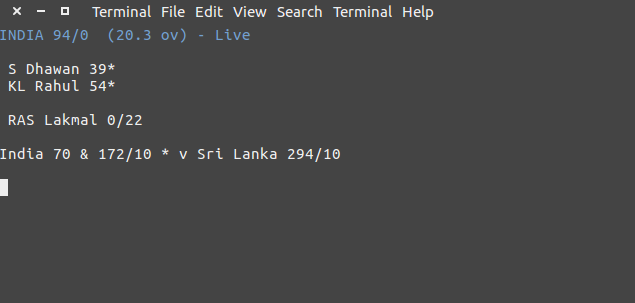 Terminal File Edit View Search Terminal Help
INDIA 94/0 (20.3 ov) - Live
S Dhawan 39*
KL Rahul 54*
RAS Lakmal 0/22
India 70 & 172/10 * v Sri Lanka 294/10